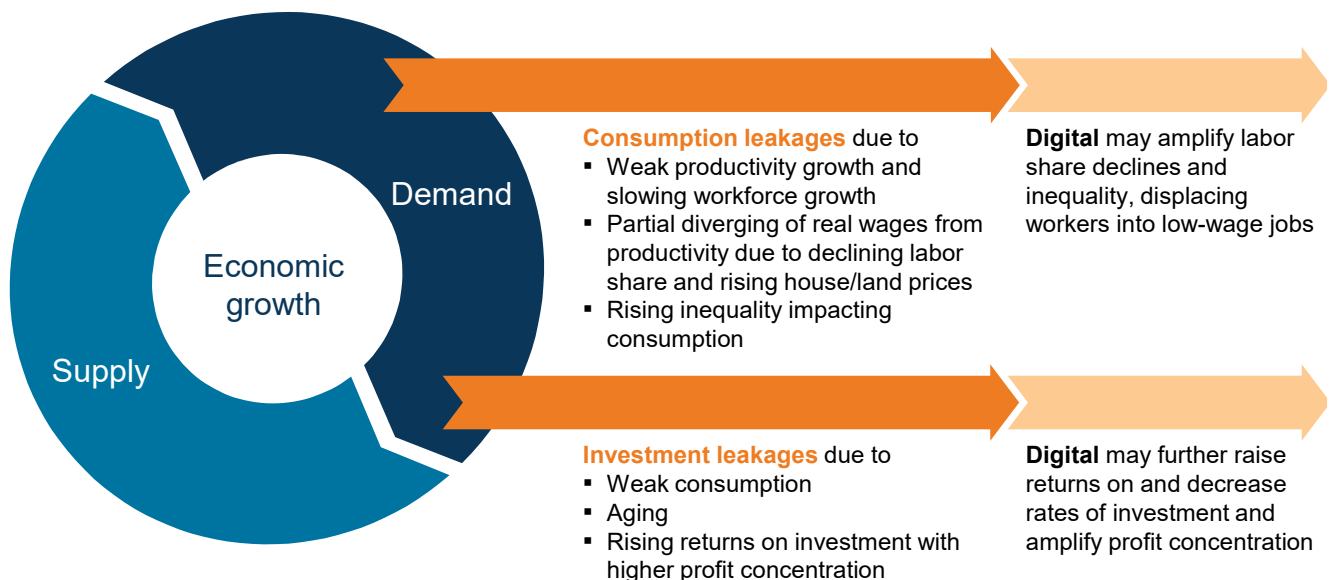 Economic
growth
Demand
Supply
Consumption leakages due to
▪ Weak productivity growth and
slowing workforce growth
▪ Partial diverging of real wages from
productivity due to declining labor
share and rising house/land prices
▪ Rising inequality impacting
consumption
Digital may amplify labor
share declines and
inequality, displacing
workers into low-wage jobs
Investment leakages due to
▪ Weak consumption
▪ Aging
▪ Rising returns on investment with
higher profit concentration
Digital may further raise
returns on and decrease
rates of investment and
amplify profit concentration